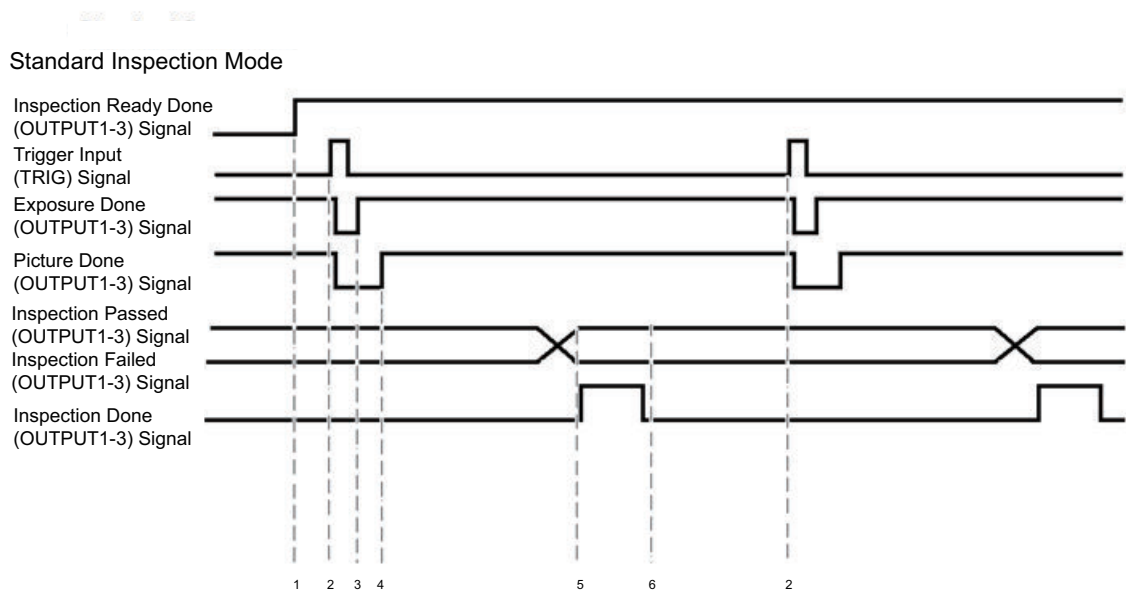 Standard Inspection Mode
Inspection Ready Done
(OUTPUT1-3) Signal
Trigger Input
(TRIG) Signal
Exposure Done
(OUTPUT1-3) Signal
Picture Done
(OUTPUT1-3) Signal
Inspection Passed
(OUTPUT1-3) Signal
Inspection Failed
(OUTPUT1-3) Signal
Inspection Done
(OUTPUT1-3) Signal
1 2 3 4 5 6 2